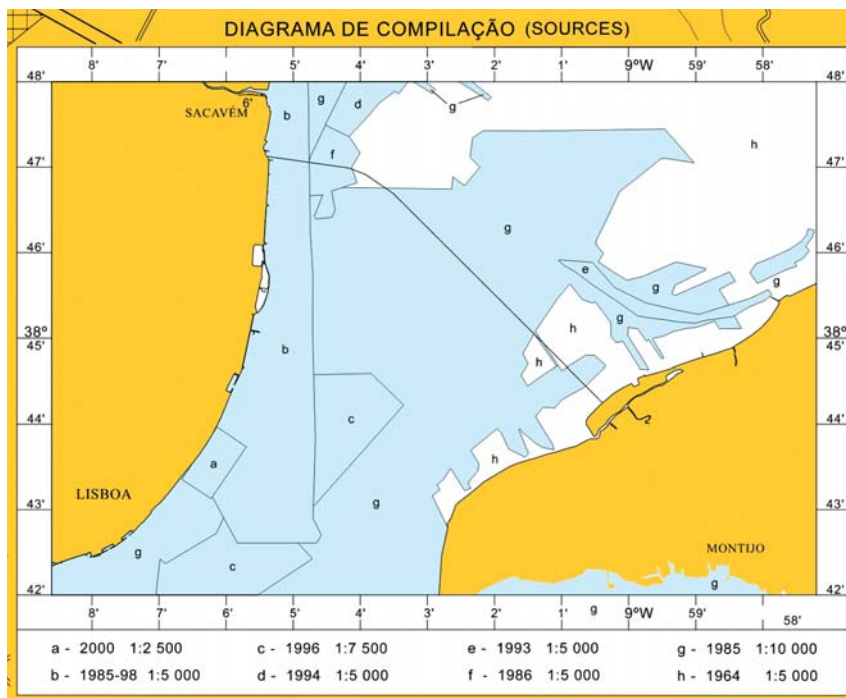 DIAGRAMA DE COMPILAÇÃO (SOURCES)
8' 7' 6' 5' 4' 3' 2' 1' 9ºW 59' 58'
48' 48'
b g d g
6'
SACAVÉM
f h
47' 47'
g
46' 46'
e g g
g
38º 38º
45' b h h 45'
44' c 44'
a h
LISBOA
43' g 43'
g c MONTIJO
g
42' 42'
8' 7' 6' 5' 4' 3' 2' 1' g 9ºW 59' 58'
a - 2000 1:2 500 c - 1996 1:7 500 e - 1993 1:5 000 g - 1985 1:10 000
b - 1985-98 1:5 000 d - 1994 1:5 000 f - 1986 1:5 000 h - 1964 1:5 000